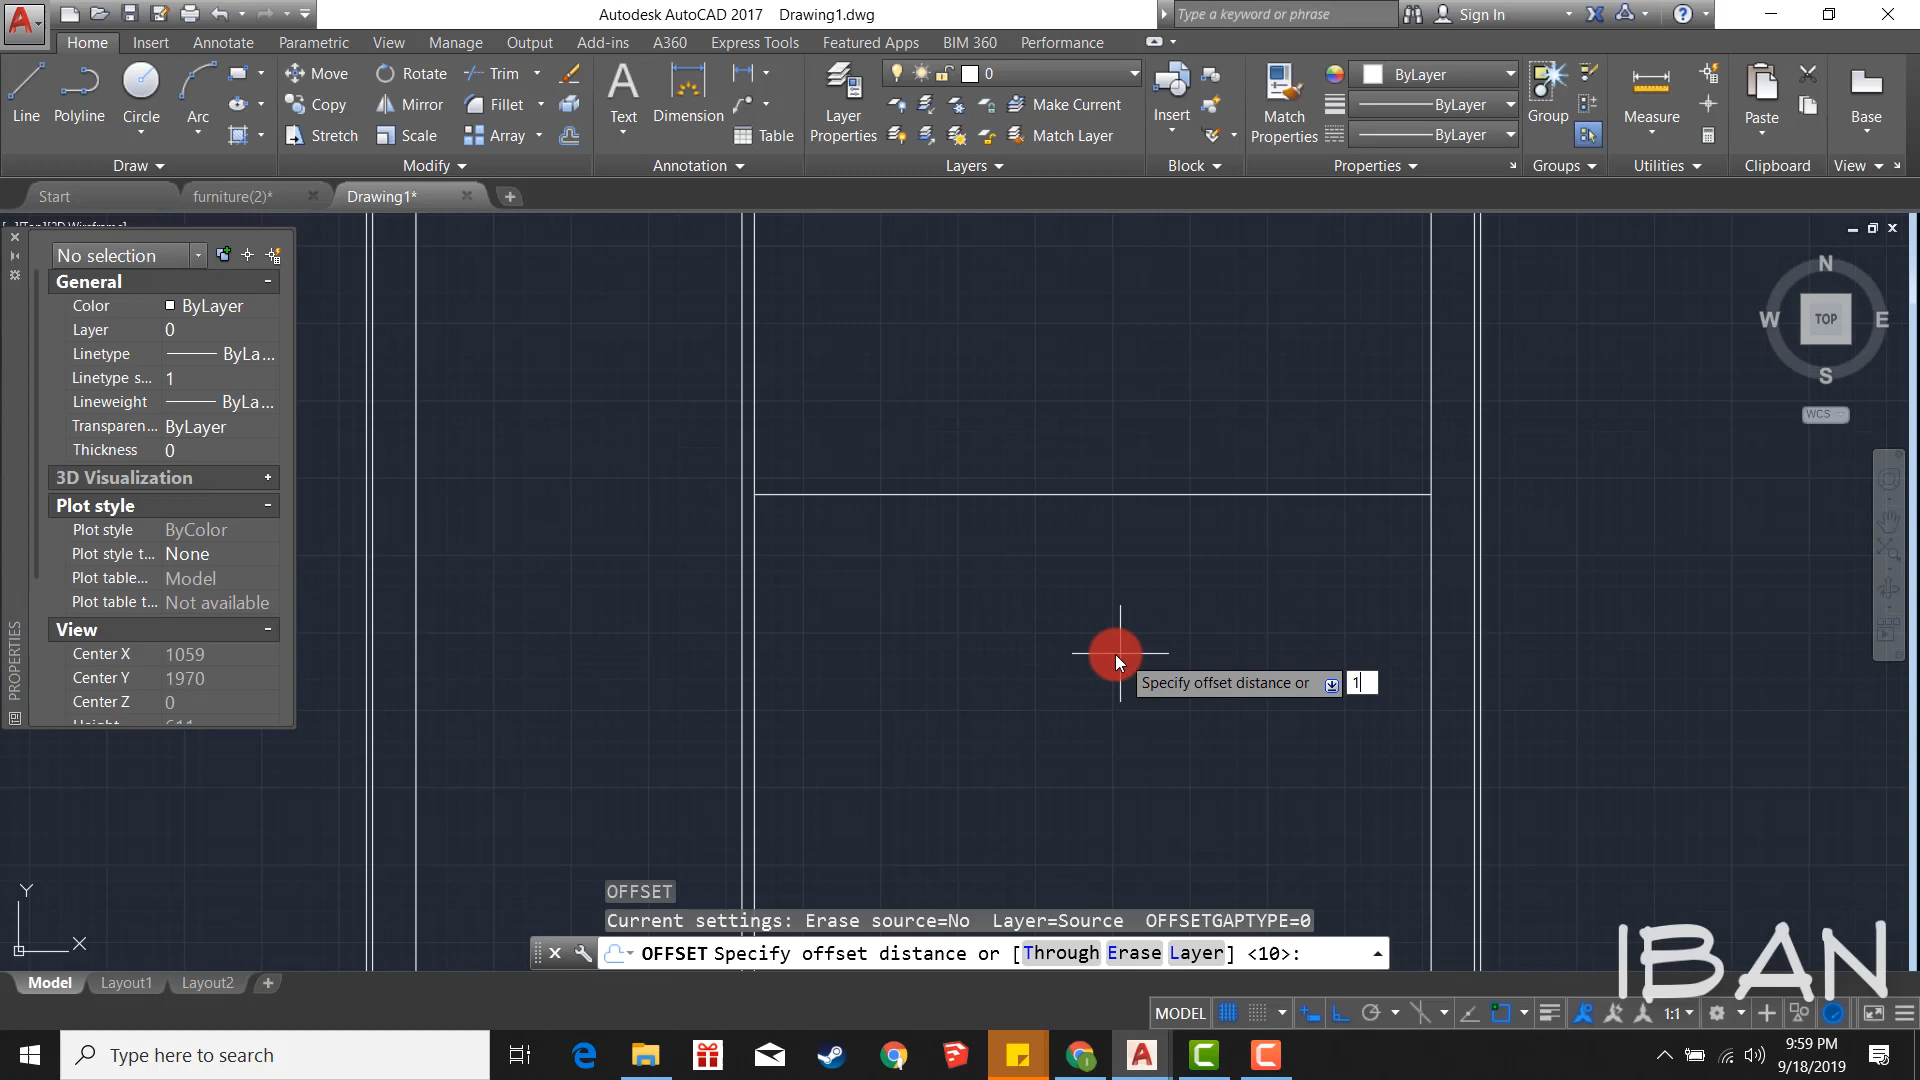 Autodesk AutoCAD 2017 Drawing1.dwg
Type a keyword or phrase
Sign In
Home Insert Annotate Parametric View Manage Output Add-ins A360 Express Tools Featured Apps BIM 360 Performance
Line Polyline Circle Arc
Move Rotate Trim
Copy Mirror Fillet
Stretch Scale Array
Text Dimension Table
Layer Properties
0
Make Current
Match Layer
Insert
Match Properties
ByLayer
ByLayer
ByLayer
Group Measure Paste Base
Draw Modify Annotation Layers Block Properties Groups Utilities Clipboard View
Start furniture(2)* Drawing1*
No selection
General
Color ByLayer
Layer 0
Linetype ByLa...
Linetype s... 1
Lineweight ByLa...
Transparen... ByLayer
Thickness 0
3D Visualization
Plot style
Plot style ByColor
Plot style t... None
Plot table... Model
Plot table t... Not available
View
Center X 1059
Center Y 1970
Center Z 0
PROPERTIES
N
W TOP E
S
WCS
Specify offset distance or 1
Y
X
OFFSET
Current settings: Erase source=No Layer=Source OFFSETGAPTYPE=0
OFFSET Specify offset distance or [Through Erase Layer] <10>:
IBAN
Model Layout1 Layout2
MODEL 1:1
Type here to search
9:59 PM
9/18/2019